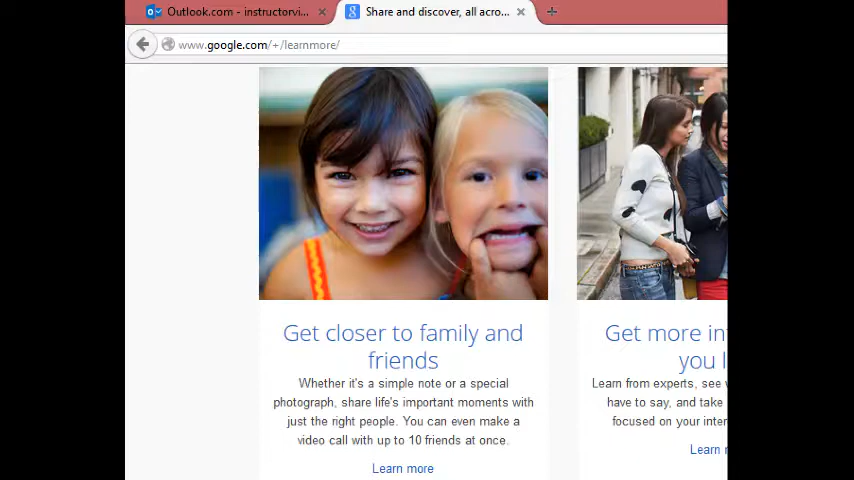 Outlook.com - instructorvi...
Share and discover, all acro...
www.google.com/+/learnmore/
Get closer to family and
friends
Whether it's a simple note or a special
photograph, share life's important moments with
just the right people. You can even make a
video call with up to 10 friends at once.
Learn more
Get more in
you l
Learn from experts, see
have to say, and take
focused on your inter
Learn